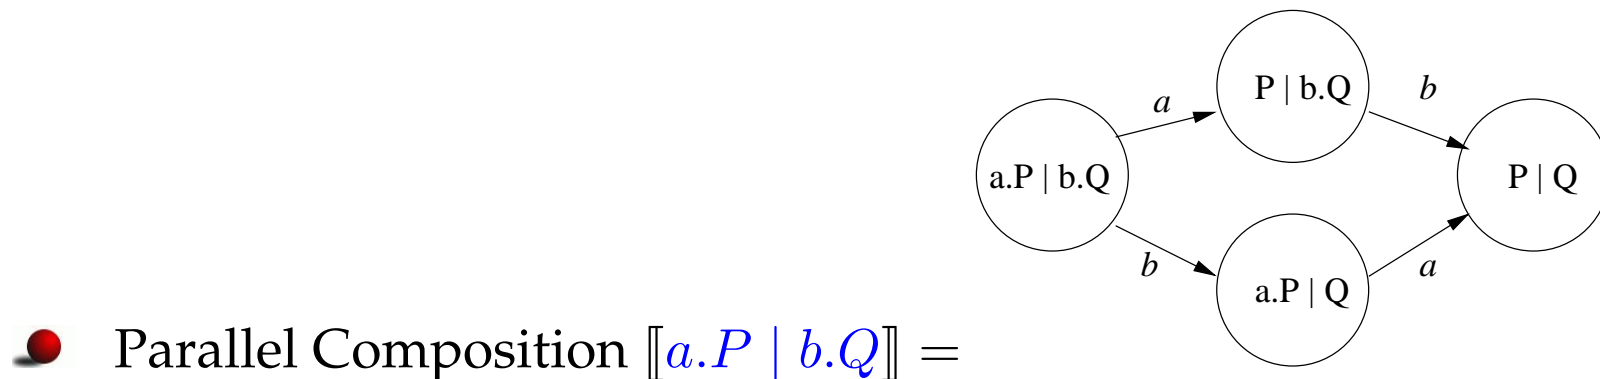 P | b.Q
b
a
a.P | b.Q
P | Q
b
a
a.P | Q
Parallel Composition ⟦a.P | b.Q⟧ =